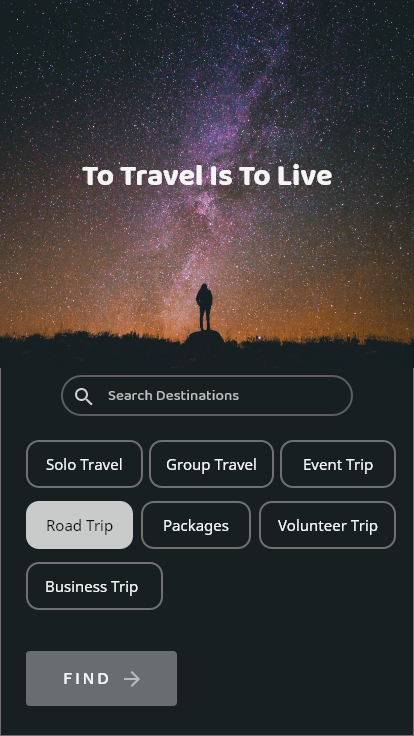 To Travel Is To Live
Search Destinations
Solo Travel
Group Travel
Event Trip
Road Trip
Packages
Volunteer Trip
Business Trip
FIND